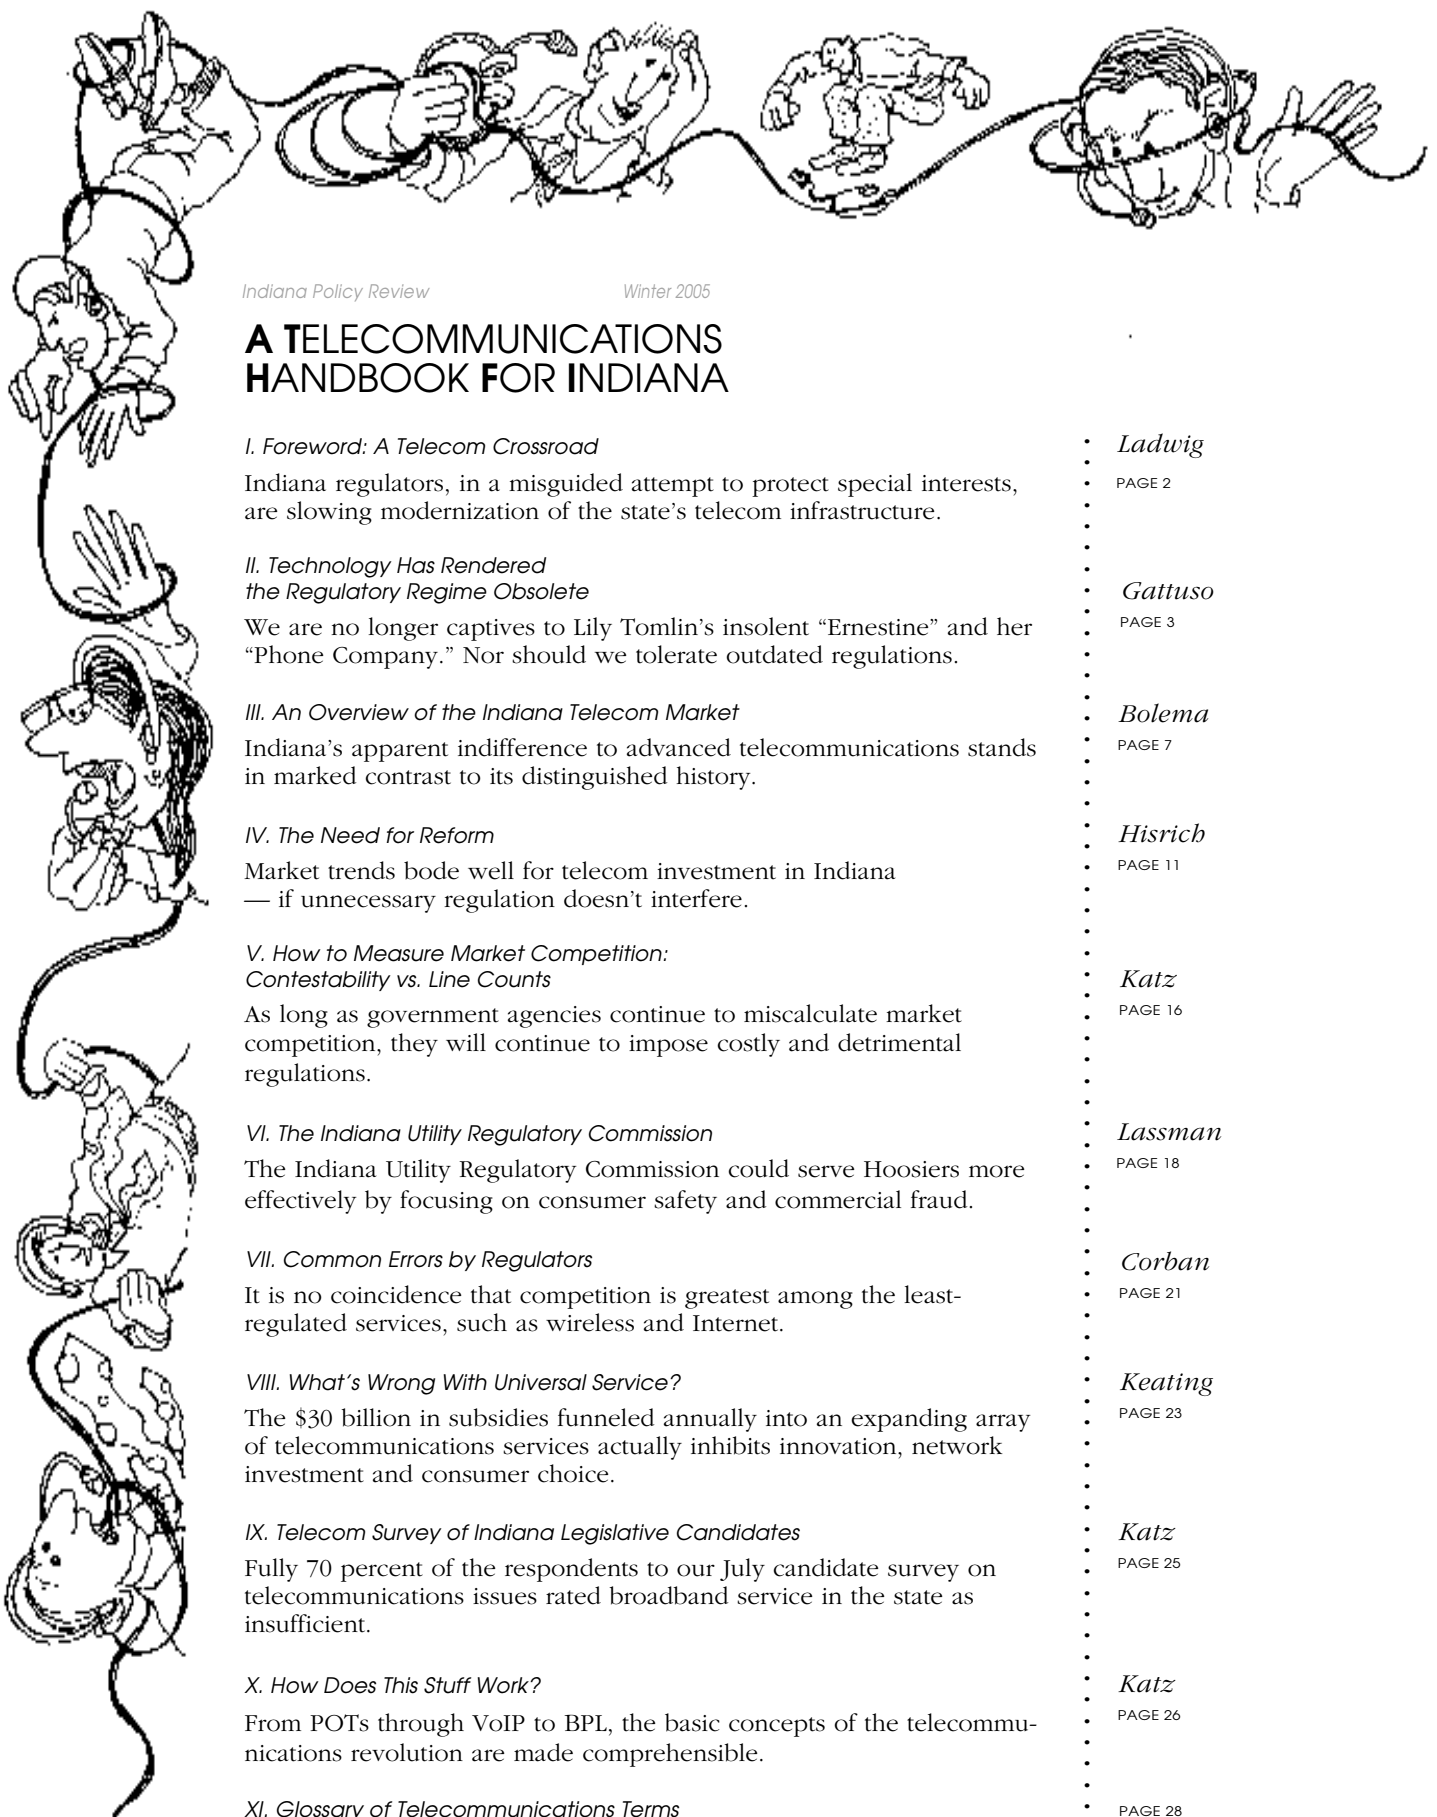 Indiana Policy Review Winter 2005
A TELECOMMUNICATIONS
HANDBOOK FOR INDIANA
I. Foreword: A Telecom Crossroad
Ladwig
Indiana regulators, in a misguided attempt to protect special interests,
PAGE 2
are slowing modernization of the state’s telecom infrastructure.
II. Technology Has Rendered
the Regulatory Regime Obsolete
Gattuso
We are no longer captives to Lily Tomlin’s insolent “Ernestine” and her
PAGE 3
“Phone Company.” Nor should we tolerate outdated regulations.
III. An Overview of the Indiana Telecom Market
Bolema
Indiana’s apparent indifference to advanced telecommunications stands
PAGE 7
in marked contrast to its distinguished history.
IV. The Need for Reform
Hisrich
Market trends bode well for telecom investment in Indiana
PAGE 11
— if unnecessary regulation doesn’t interfere.
V. How to Measure Market Competition:
Contestability vs. Line Counts
Katz
As long as government agencies continue to miscalculate market
PAGE 16
competition, they will continue to impose costly and detrimental
regulations.
VI. The Indiana Utility Regulatory Commission
Lassman
The Indiana Utility Regulatory Commission could serve Hoosiers more
PAGE 18
effectively by focusing on consumer safety and commercial fraud.
VII. Common Errors by Regulators
Corban
It is no coincidence that competition is greatest among the least-
PAGE 21
regulated services, such as wireless and Internet.
VIII. What’s Wrong With Universal Service?
Keating
The $30 billion in subsidies funneled annually into an expanding array
PAGE 23
of telecommunications services actually inhibits innovation, network
investment and consumer choice.
IX. Telecom Survey of Indiana Legislative Candidates
Katz
Fully 70 percent of the respondents to our July candidate survey on
PAGE 25
telecommunications issues rated broadband service in the state as
insufficient.
X. How Does This Stuff Work?
Katz
From POTs through VoIP to BPL, the basic concepts of the telecommu-
PAGE 26
nications revolution are made comprehensible.
XI. Glossary of Telecommunications Terms
PAGE 28